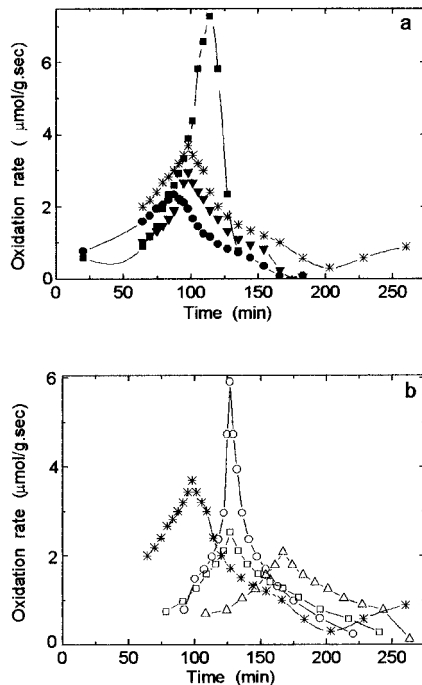 a
6
4
2
0
Oxidation rate ( μmol/g.sec)
0 50 100 150 200 250
Time (min)
b
6
4
2
0
Oxidation rate (μmol/g.sec)
0 50 100 150 200 250
Time (min)